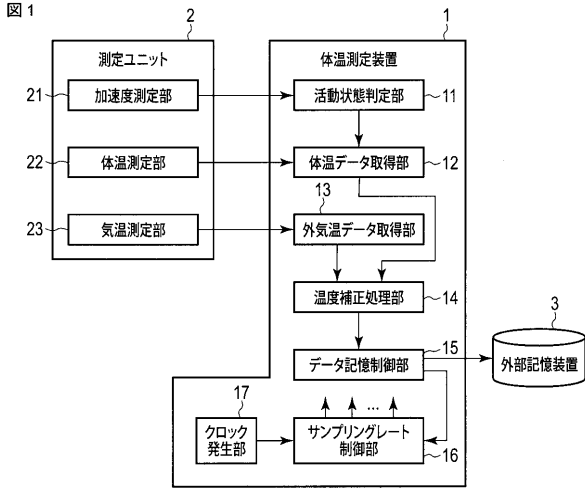 図1
2
測定ユニット
21
加速度測定部
22
体温測定部
23
気温測定部
1
体温測定装置
活動状態判定部
11
体温データ取得部
12
13
外気温データ取得部
温度補正処理部
14
データ記憶制御部
15
3
外部記憶装置
17
クロック
発生部
...
サンプリングレート
制御部
16